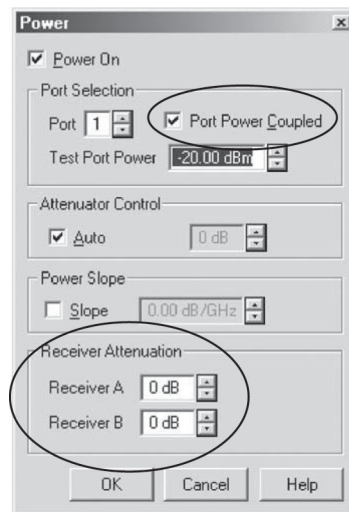 Power
Power On
Port Selection
Port 1 Port Power Coupled
Test Port Power -20.00 dBm
Attenuator Control
Auto 0 dB
Power Slope
Slope 0.00 dB/GHz
Receiver Attenuation
Receiver A 0 dB
Receiver B 0 dB
OK Cancel Help